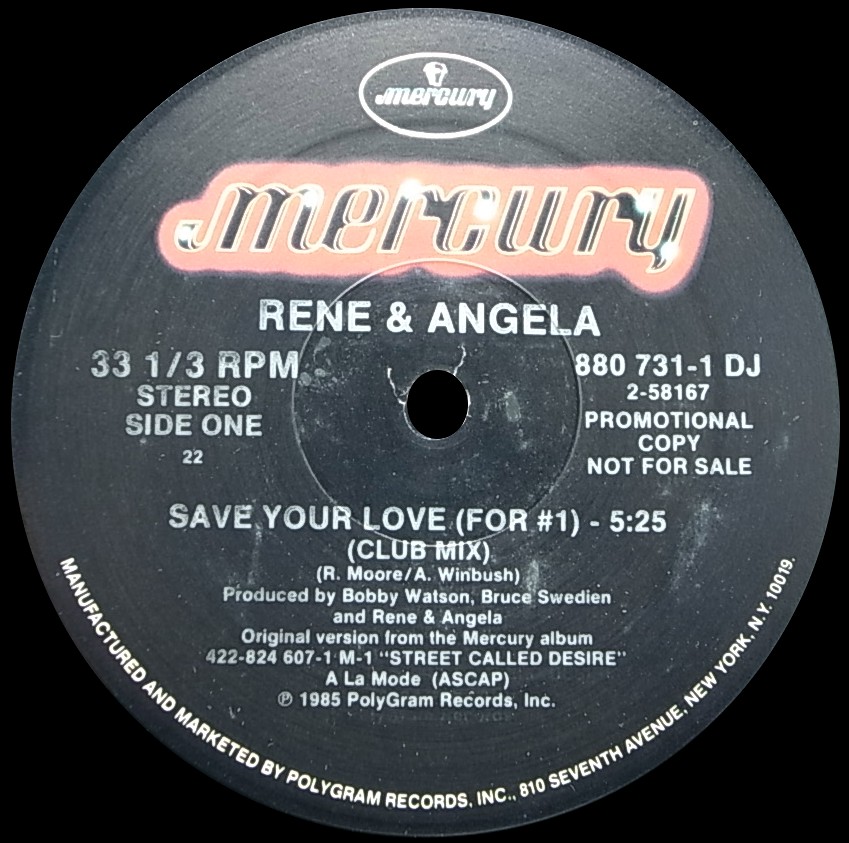 mercury
mercury
RENE & ANGELA
33 1/3 RPM
STEREO
SIDE ONE
22
880 731-1 DJ
2-58167
PROMOTIONAL
COPY
NOT FOR SALE
SAVE YOUR LOVE (FOR #1) - 5:25
(CLUB MIX)
(R. Moore/A. Winbush)
Produced by Bobby Watson, Bruce Swedien
and Rene & Angela
Original version from the Mercury album
422-824 607-1 M-1 "STREET CALLED DESIRE"
A La Mode (ASCAP)
℗ 1985 PolyGram Records, Inc.
MANUFACTURED AND MARKETED BY POLYGRAM RECORDS, INC., 810 SEVENTH AVENUE, NEW YORK, N.Y. 10019.